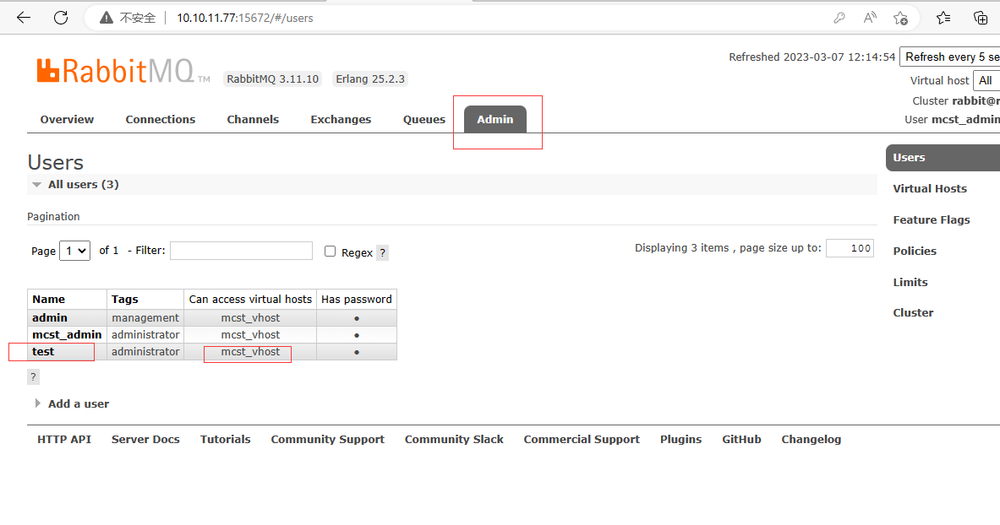 不安全 10.10.11.77:15672/#/users
RabbitMQ TM RabbitMQ 3.11.10 Erlang 25.2.3
Refreshed 2023-03-07 12:14:54 Refresh every 5 se
Virtual host All
Cluster rabbit@r
User mcst_admin
Overview Connections Channels Exchanges Queues Admin
Users
All users (3)
Pagination
Page 1 of 1 - Filter: Regex ? Displaying 3 items , page size up to: 100
Name Tags Can access virtual hosts Has password
admin management mcst_vhost •
mcst_admin administrator mcst_vhost •
test administrator mcst_vhost •
?
Add a user
Users
Virtual Hosts
Feature Flags
Policies
Limits
Cluster
HTTP API Server Docs Tutorials Community Support Community Slack Commercial Support Plugins GitHub Changelog